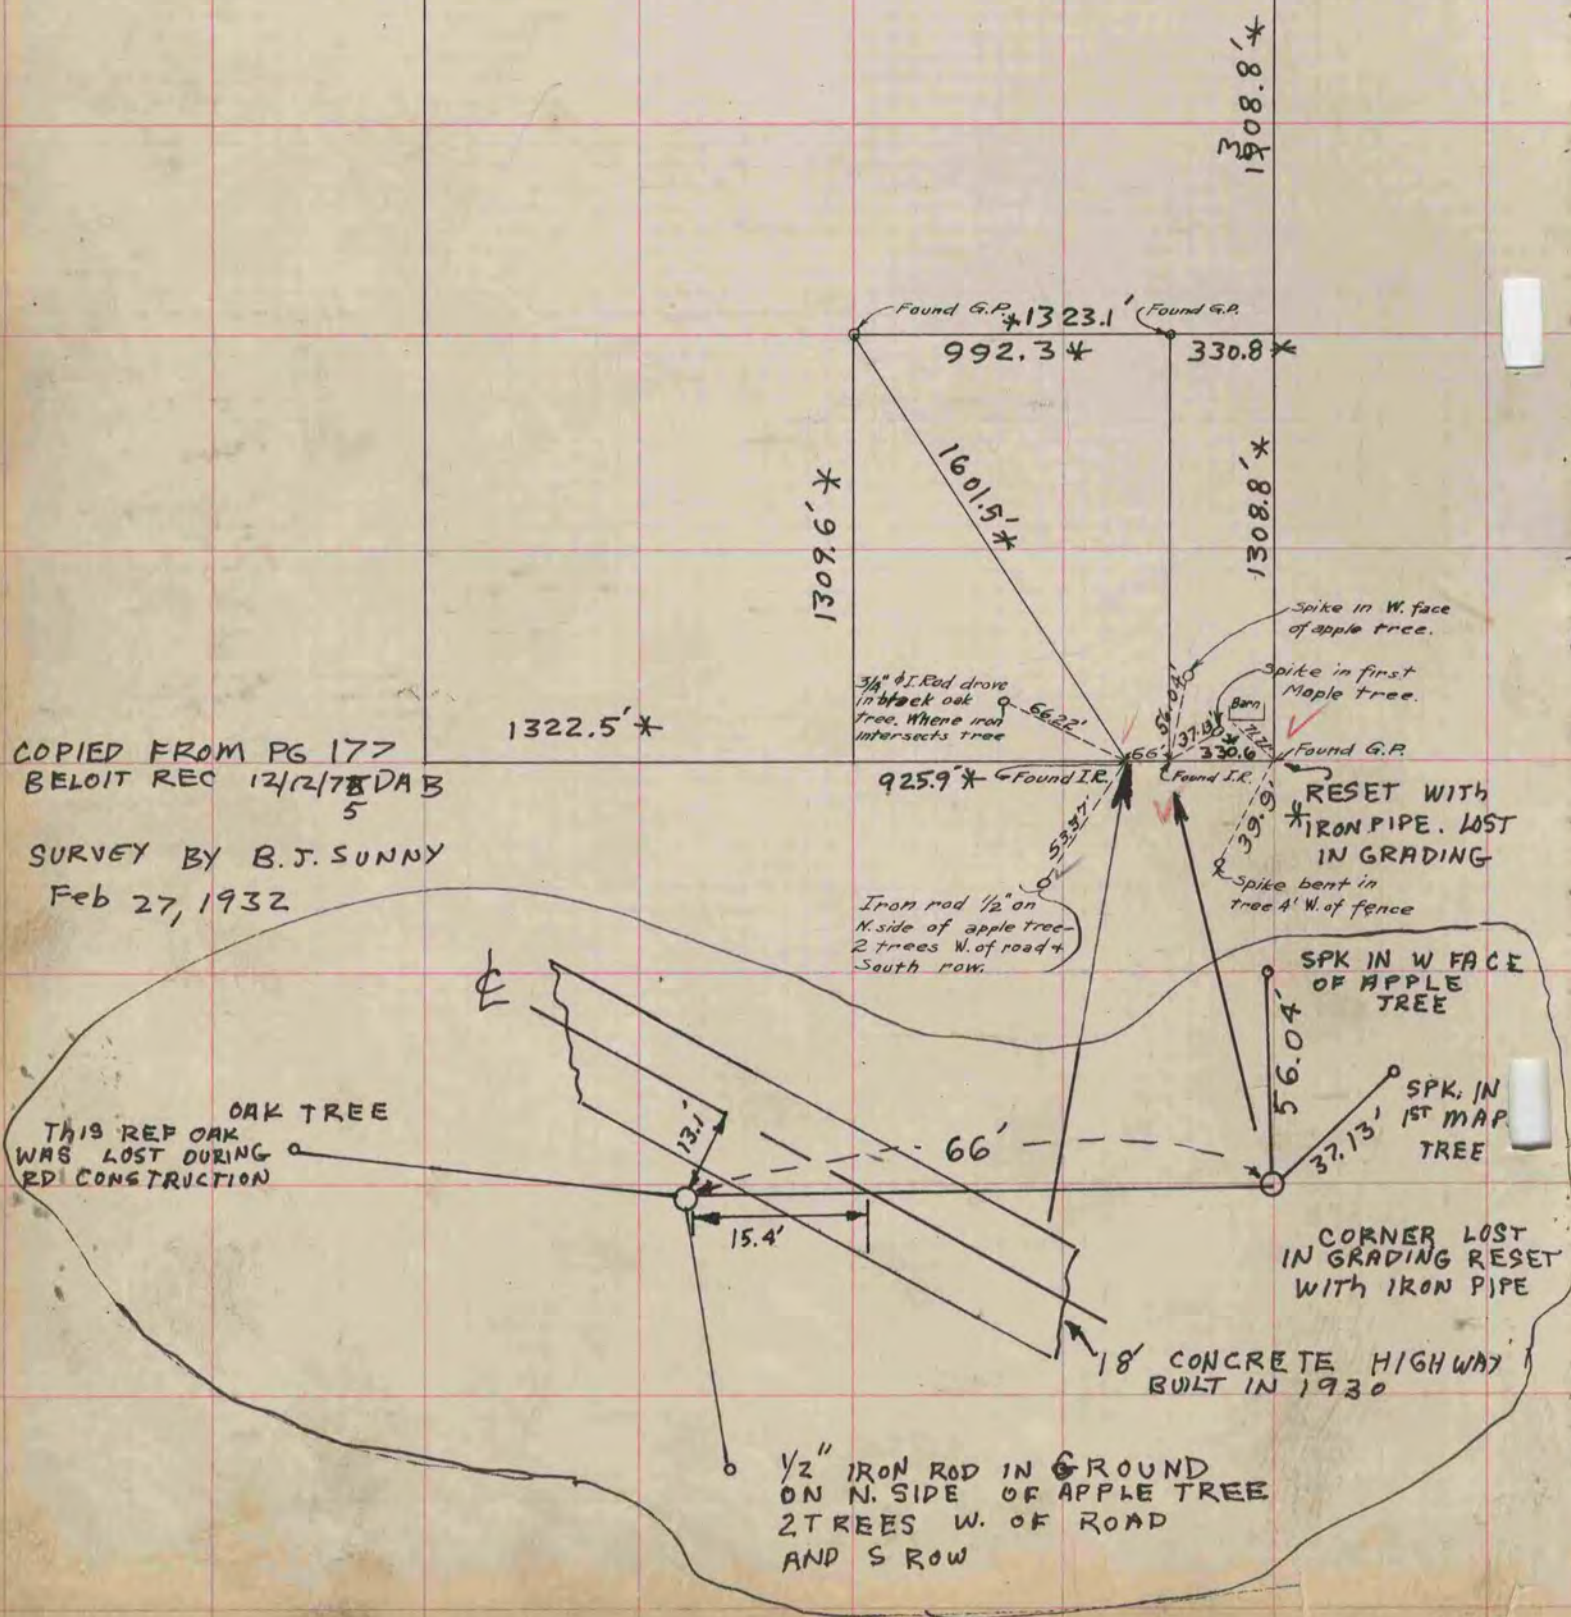 1308.8'*
Found G.P.
*1323.1'
Found G.P.
992.3*
330.8*
1601.5'*
1309.6'*
1308.8'*
Spike in W. face
of apple tree.
Spike in first
Maple tree.
Barn
3/4" φ I. Rod drove
in black oak
tree. Where iron
intersects tree
66.22'
56.04'
66'
330.6*
Found G.P.
1322.5'*
925.9'*
Found I.R.
Found I.R.
COPIED FROM PG 177
BELOIT REC 12/12/75 DAB
SURVEY BY B.J. SUNNY
Feb 27, 1932
RESET WITH
*IRON PIPE. LOST
IN GRADING
39.9'
Spike bent in
tree 4' W. of fence
53.37'
Iron rod 1/2" on
N. side of apple tree-
2 trees W. of road &
South row.
℄
SPK IN W FACE
OF APPLE
TREE
56.04'
SPK. IN
1ST MAP
TREE
37.13'
OAK TREE
THIS REF OAK
WAS LOST DURING
RD CONSTRUCTION
13.1'
66'
15.4'
CORNER LOST
IN GRADING RESET
WITH IRON PIPE
18' CONCRETE HIGHWAY
BUILT IN 1930
1/2" IRON ROD IN GROUND
ON N. SIDE OF APPLE TREE
2 TREES W. OF ROAD
AND S ROW